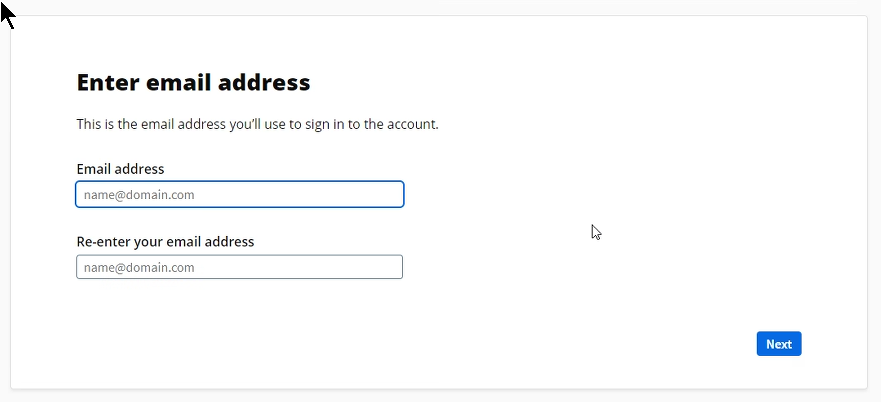 Enter email address
This is the email address you’ll use to sign in to the account.
Email address
name@domain.com
Re-enter your email address
name@domain.com
Next